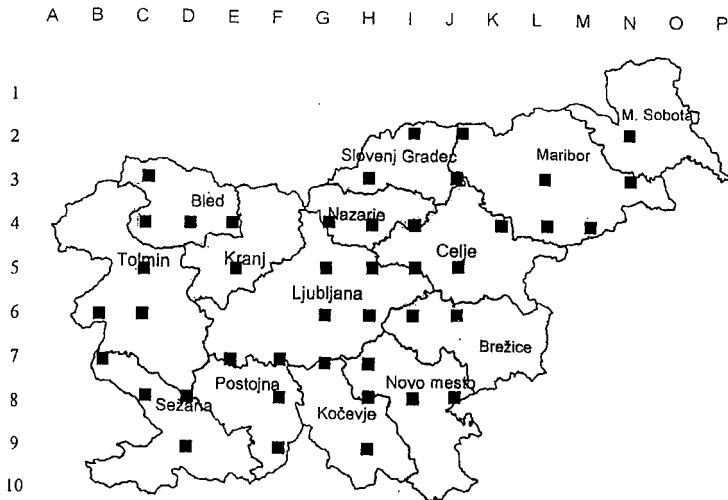 A B C D E F G H I J K L M N O P
1
M. Sobota
2
Slovenj Gradec Maribor
3
Bled
Nazarje
4
Tolmin Kranj Celje
5
Ljubljana
6
Brežice
7
Postojna Novo mesto
8
Sežana Kočevje
9
10